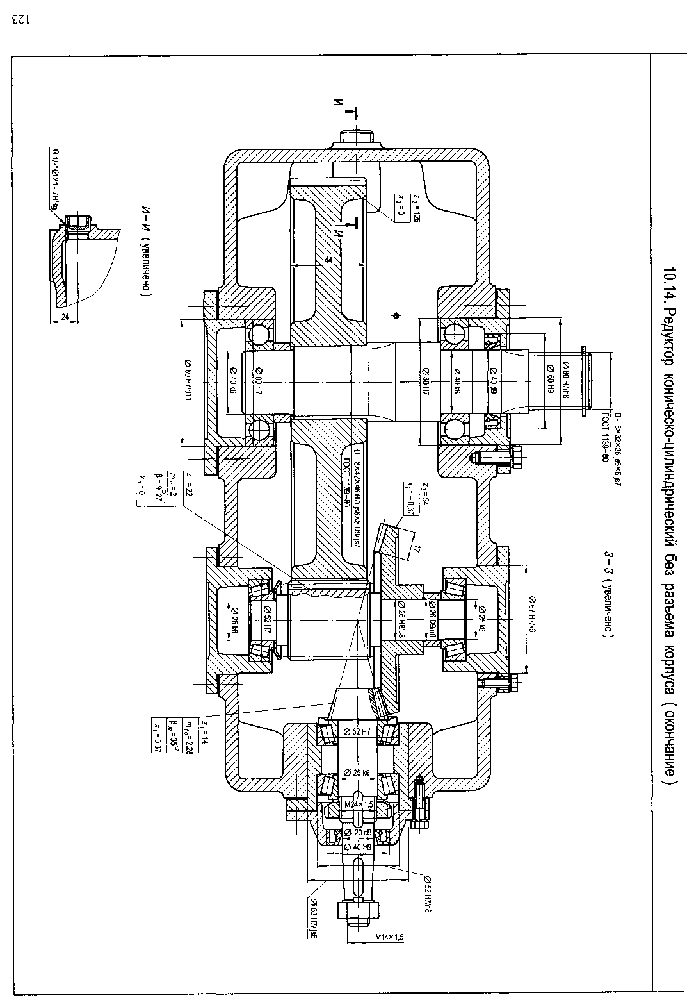 123
10.14. Редуктор коническо-цилиндрический без разъема корпуса ( окончание )
З – З ( увеличено )
И – И ( увеличено )
G 1/2" Ø 21 - 7H/8g
24
И
И
z₂ = 126
x₂ = 0
44
Ø 80 H7/d11
Ø 40 k6
Ø 80 H7
Ø 80 H7
Ø 40 k6
Ø 40 d9
Ø 60 H9
Ø 80 H7/h8
D – 8×32×36 js6×6 js7
ГОСТ 1139–80
D – 8×42×46 H7/ js6×8 D9/ js7
ГОСТ 1139–80
z₁ = 22
mₙ = 2
β = 9°27'
x₁ = 0
z₂ = 54
x₂ = – 0,37
17
Ø 25 k6
Ø 52 H7
Ø 26 H8/u8
Ø 26 D9/u8
Ø 25 k6
Ø 67 H7/k6
z₁ = 14
mte = 2,28
βm = 35°
x₁ = 0,37
Ø 52 H7
Ø 25 k6
M24×1,5
Ø 20 d9
Ø 40 H9
Ø 52 H7/h8
Ø 63 H7/ js6
M14×1,5